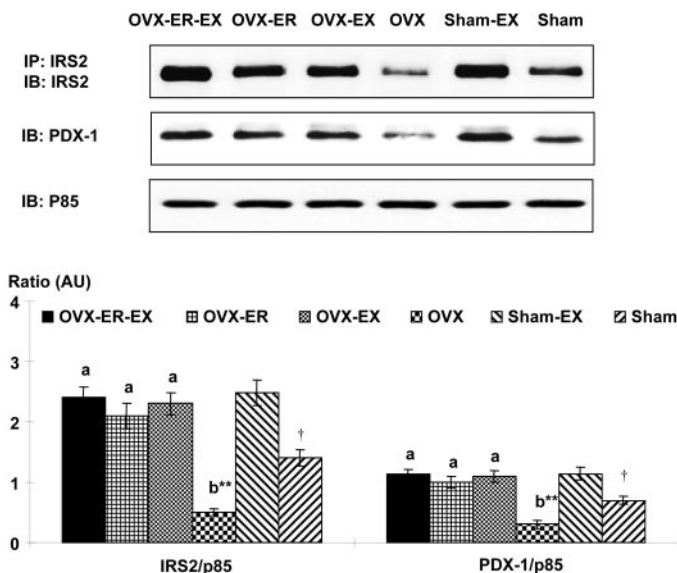 OVX-ER-EX OVX-ER OVX-EX OVX Sham-EX Sham
IP: IRS2
IB: IRS2
IB: PDX-1
IB: P85
Ratio (AU)
4
OVX-ER-EX OVX-ER OVX-EX OVX Sham-EX Sham
3
a a a
2
†
a a a
1
b** b** †
0
IRS2/p85 PDX-1/p85